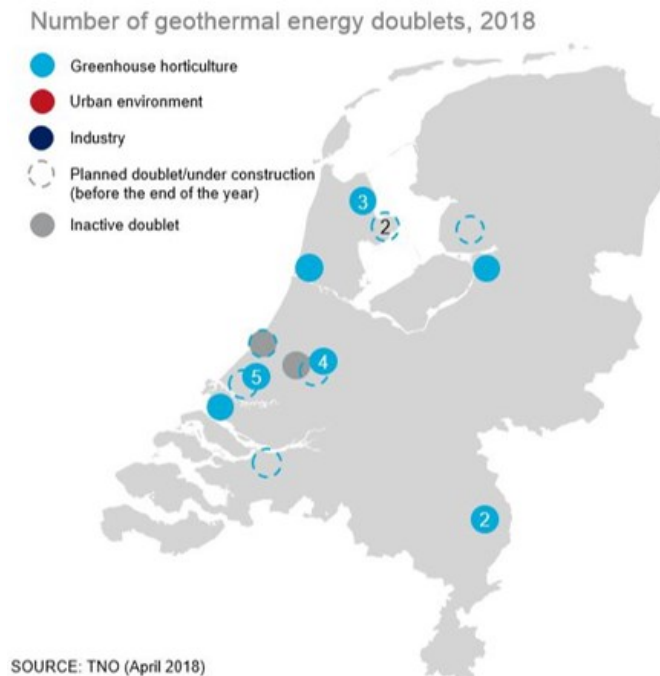 Number of geothermal energy doublets, 2018
Greenhouse horticulture
Urban environment
Industry
Planned doublet/under construction
(before the end of the year)
Inactive doublet
3
2
4
5
2
SOURCE: TNO (April 2018)